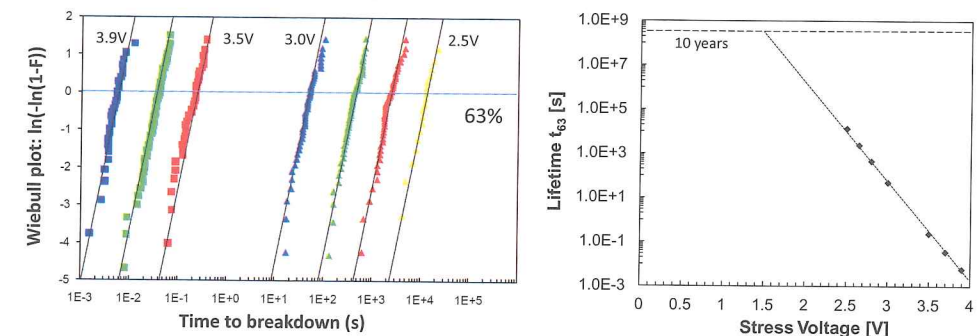 Wiebull plot: ln(-ln(1-F))
2
1
0
-1
-2
-3
-4
-5
3.9V
3.5V
3.0V
2.5V
63%
1E-3
1E-2
1E-1
1E+0
1E+1
1E+2
1E+3
1E+4
1E+5
Time to breakdown (s)
Lifetime t63 [s]
1.0E+9
1.0E+7
1.0E+5
1.0E+3
1.0E+1
1.0E-1
1.0E-3
10 years
0
0.5
1
1.5
2
2.5
3
3.5
4
Stress Voltage [V]